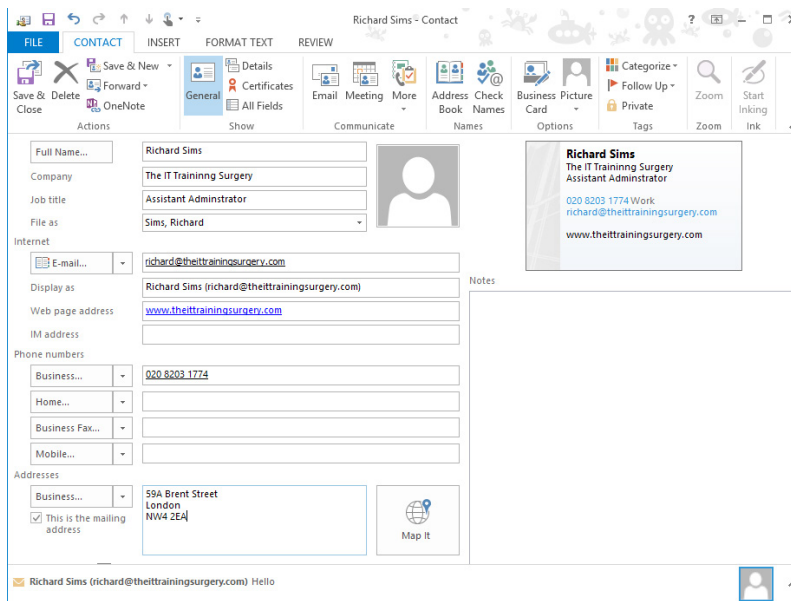 Richard Sims - Contact
?
FILE CONTACT INSERT FORMAT TEXT REVIEW
Save & Close
Delete
Save & New
Forward
OneNote
Actions
General
Details
Certificates
All Fields
Show
Email
Meeting
More
Communicate
Address Book
Check Names
Names
Business Card
Picture
Options
Categorize
Follow Up
Private
Tags
Zoom
Zoom
Start Inking
Ink
Full Name... Richard Sims
Company The IT Traininng Surgery
Job title Assistant Adminstrator
File as Sims, Richard
Internet
E-mail... richard@theittrainingsurgery.com
Display as Richard Sims (richard@theittrainingsurgery.com)
Web page address www.theittrainingsurgery.com
IM address
Phone numbers
Business... 020 8203 1774
Home...
Business Fax...
Mobile...
Addresses
Business... 59A Brent Street
London
NW4 2EA
This is the mailing address
Map It
Richard Sims
The IT Traininng Surgery
Assistant Adminstrator
020 8203 1774 Work
richard@theittrainingsurgery.com
www.theittrainingsurgery.com
Notes
Richard Sims (richard@theittrainingsurgery.com) Hello